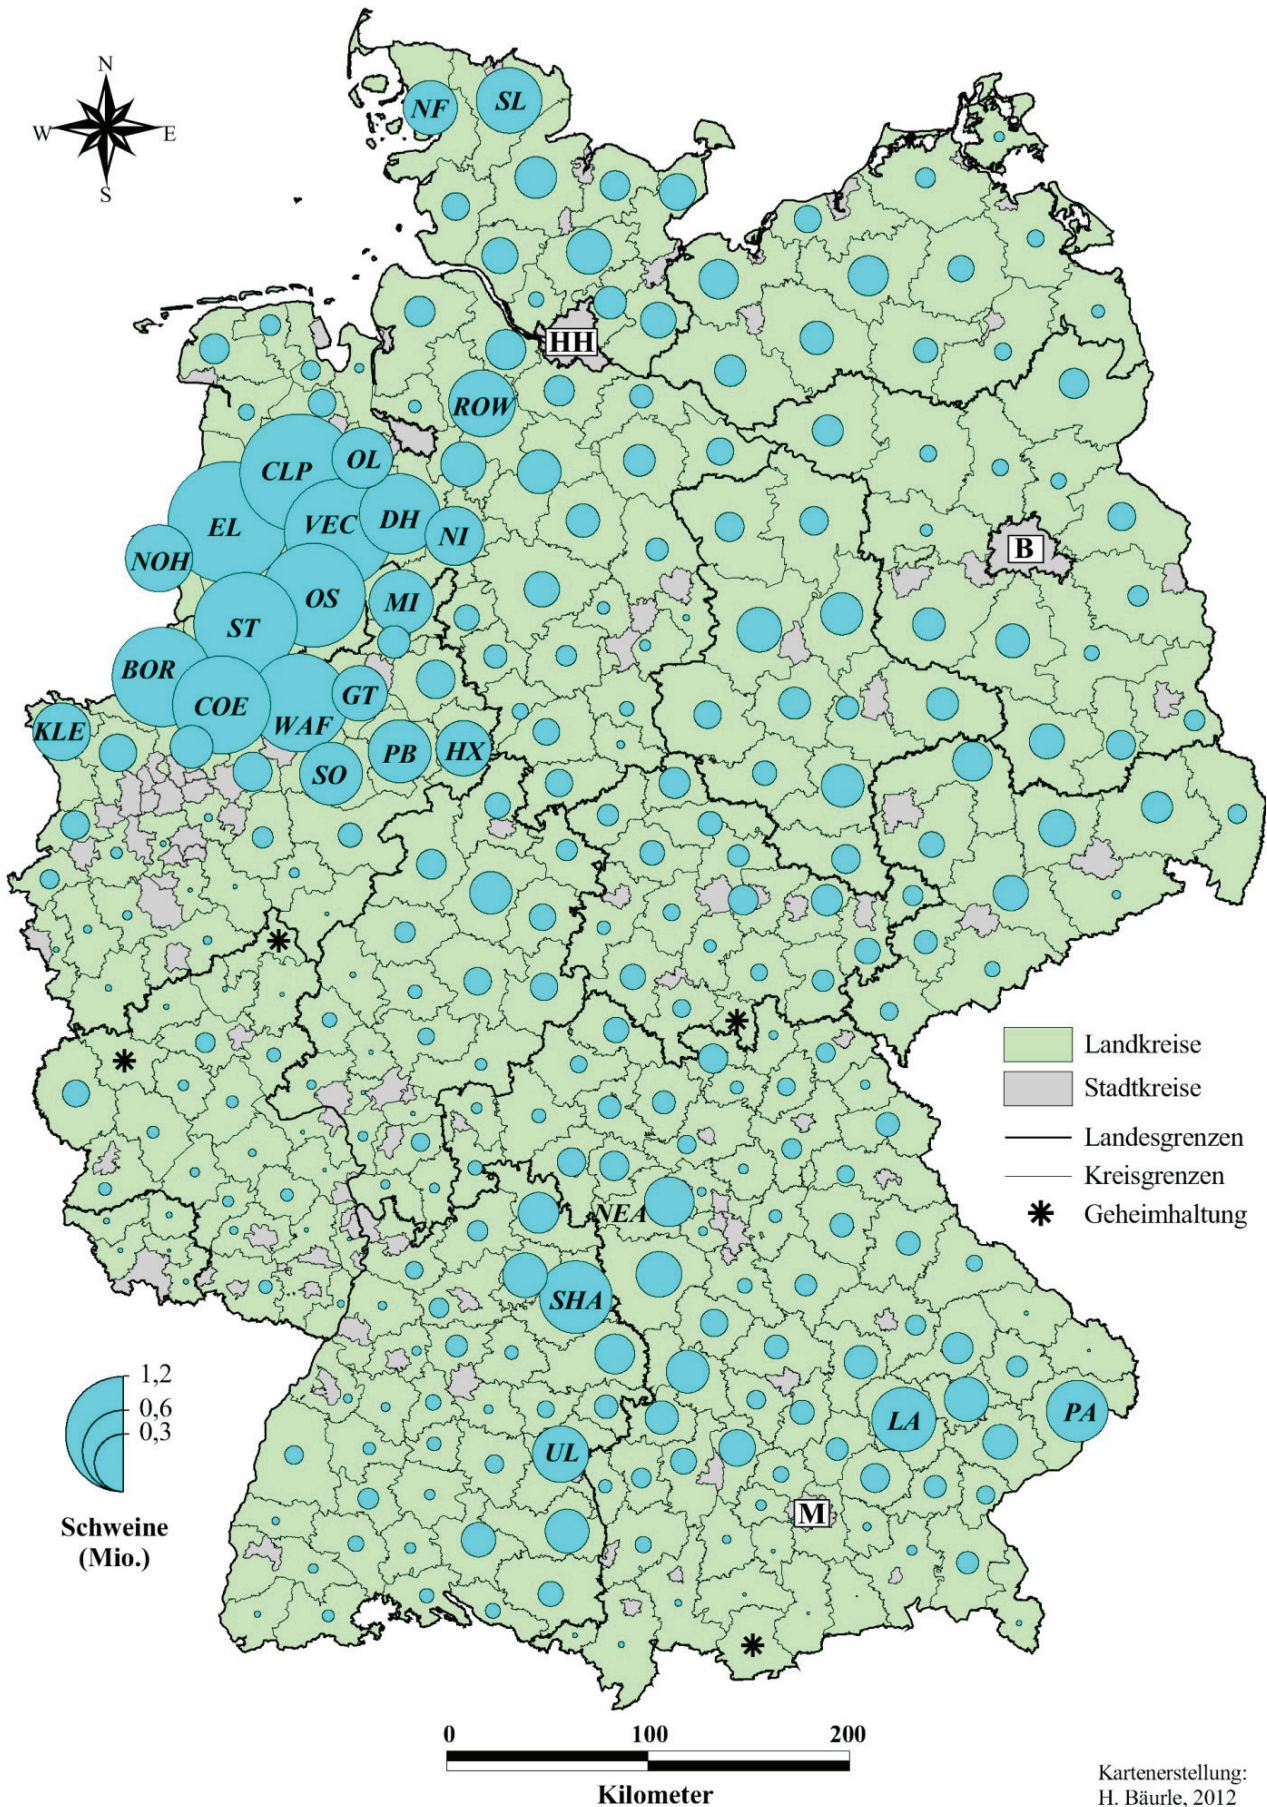 N
W
E
S
NF
SL
HH
ROW
CLP
OL
EL
VEC
DH
NI
NOH
B
OS
MI
ST
BOR
COE
WAF
GT
KLE
SO
PB
HX
Landkreise
Stadtkreise
Landesgrenzen
Kreisgrenzen
Geheimhaltung
NEA
SHA
1,2
0,6
0,3
LA
PA
UL
M
Schweine
(Mio.)
0 100 200
Kilometer
Kartenerstellung:
H. Bäurle, 2012